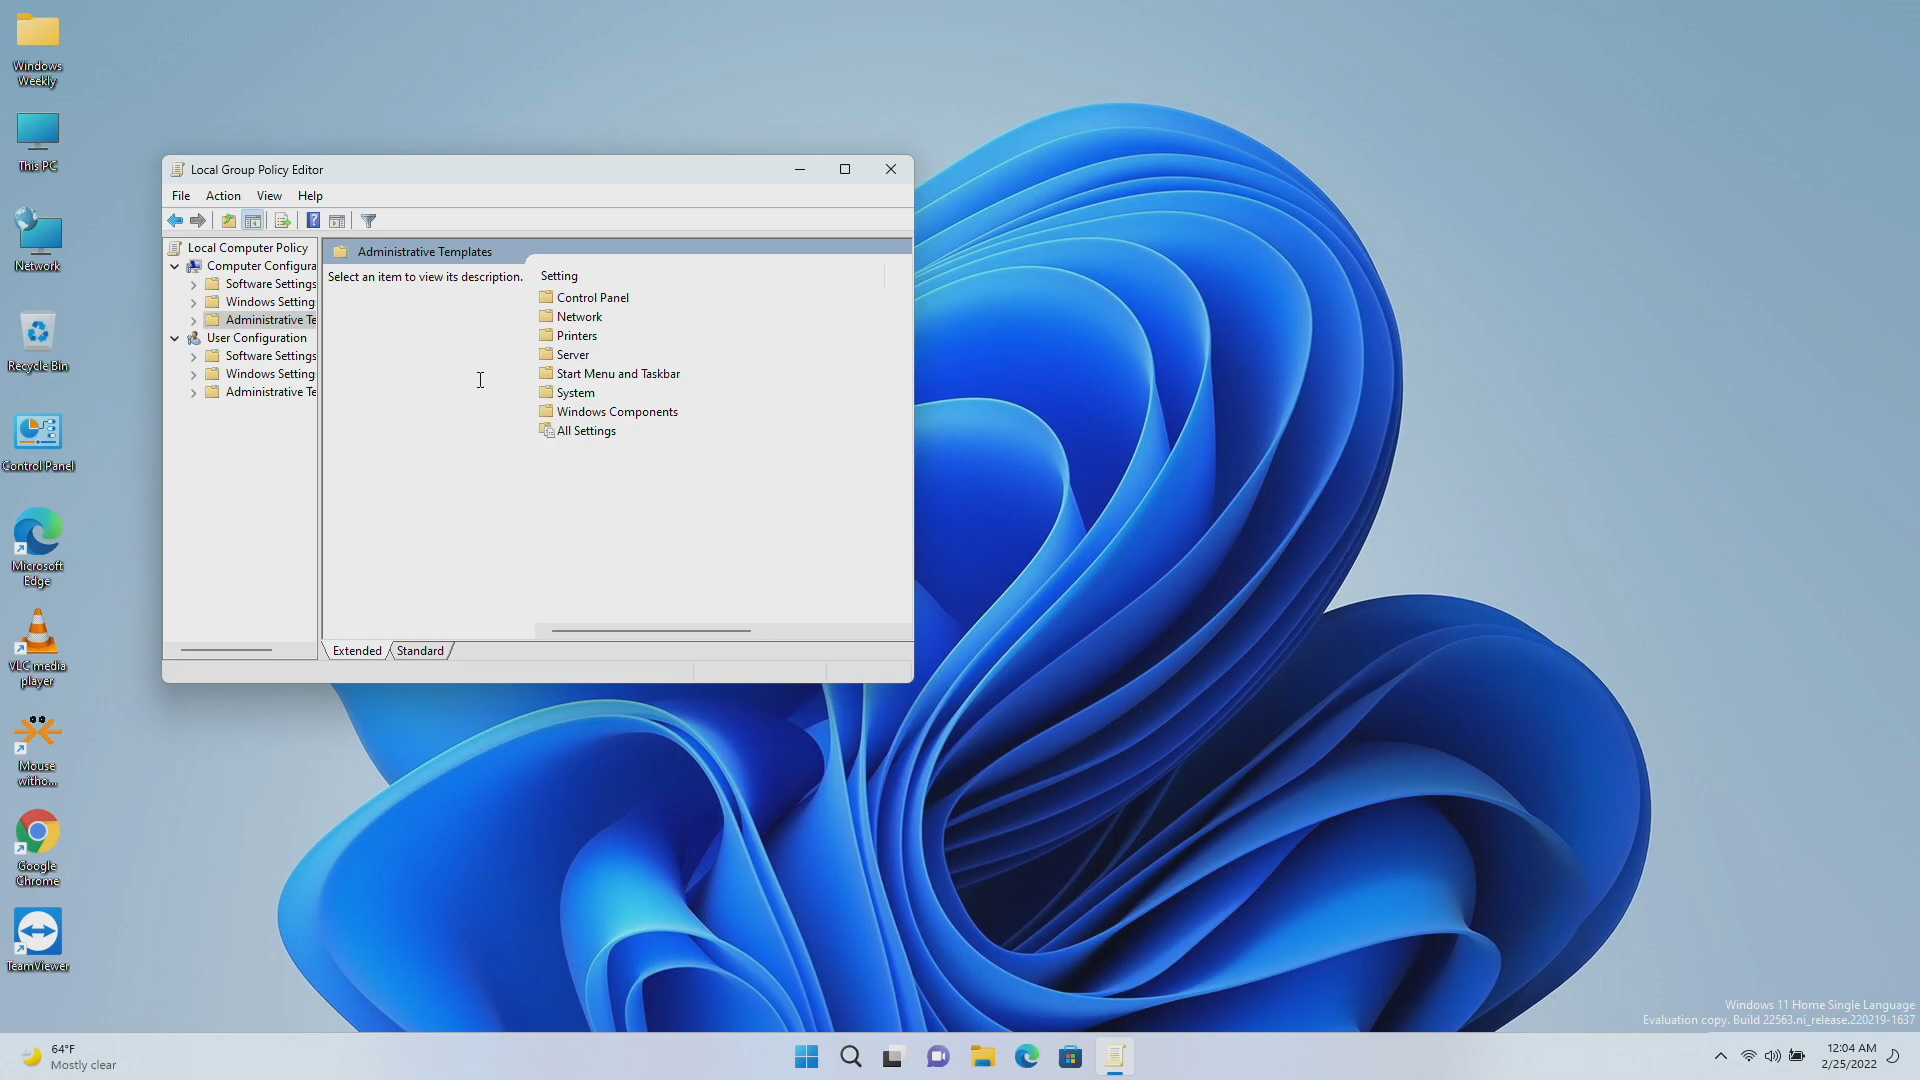 Windows
Weekly
This PC
Network
Recycle Bin
Control Panel
Microsoft
Edge
VLC media
player
Mouse
witho...
Google
Chrome
TeamViewer
Local Group Policy Editor
File Action View Help
Local Computer Policy
Computer Configura
Software Settings
Windows Setting
Administrative Te
User Configuration
Software Settings
Windows Setting
Administrative Te
Administrative Templates
Select an item to view its description.
Setting
Control Panel
Network
Printers
Server
Start Menu and Taskbar
System
Windows Components
All Settings
Extended Standard
Windows 11 Home Single Language
Evaluation copy. Build 22563.ni_release.220219-1637
64°F
Mostly clear
12:04 AM
2/25/2022